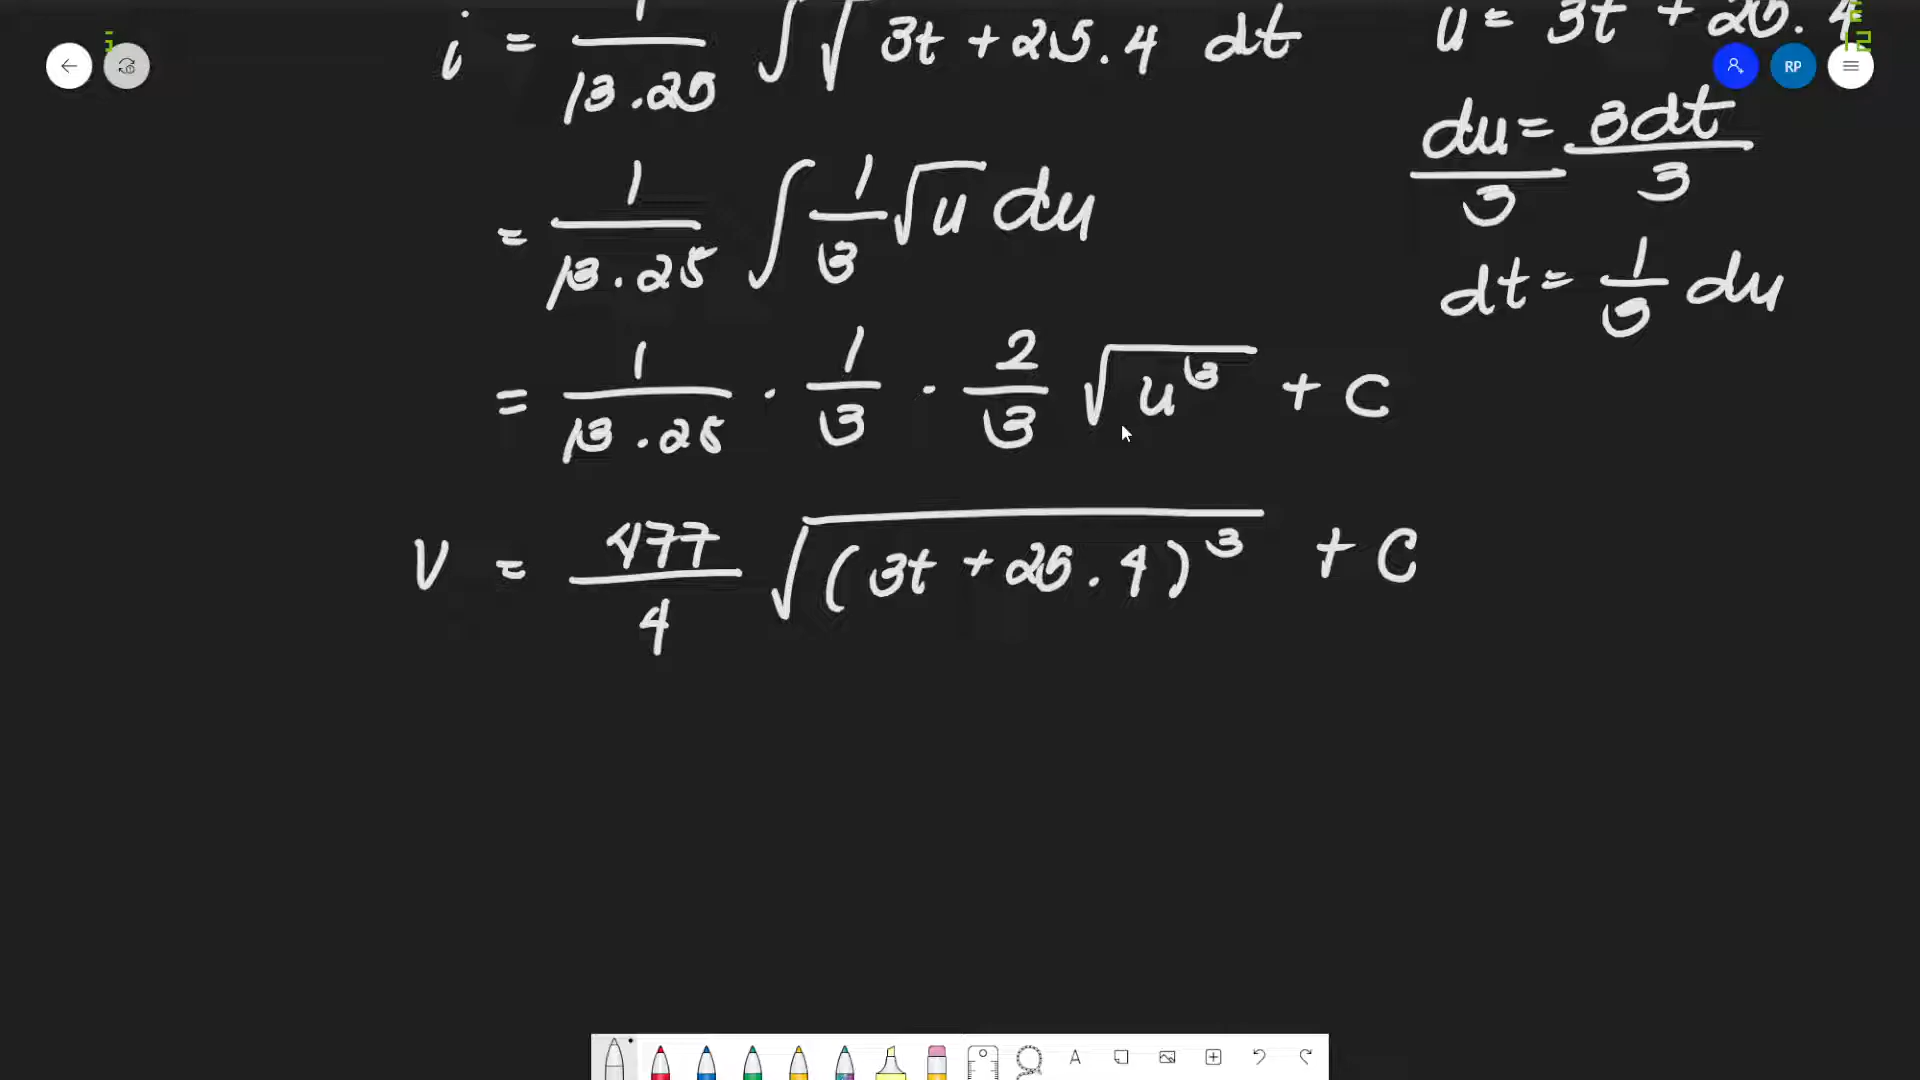 i = 1/13.25 ∫ √ 3t + 25.4 dt
u = 3t + 25.4
du/3 = 3dt/3
= 1/13.25 ∫ 1/3 √u du
dt = 1/3 du
= 1/13.25 · 1/3 · 2/3 √u³ + C
V = 477/4 √(3t + 25.4)³ + C
RP
A